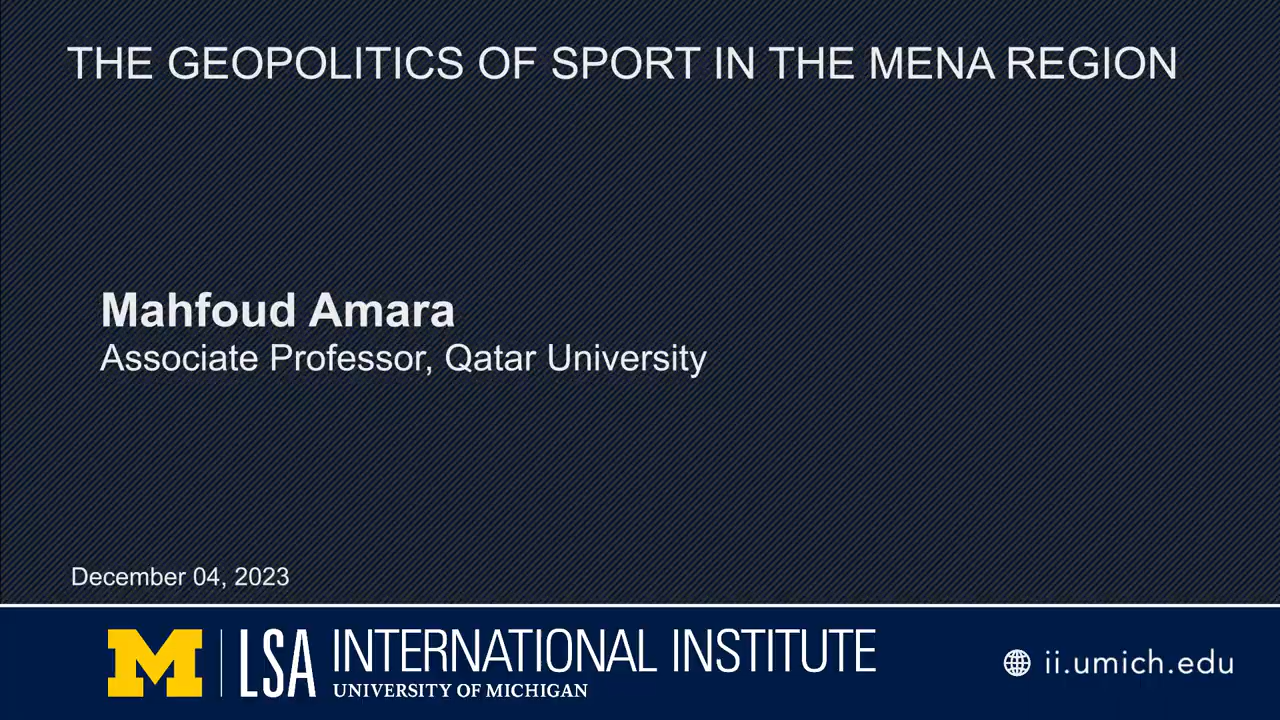 THE GEOPOLITICS OF SPORT IN THE MENA REGION
Mahfoud Amara
Associate Professor, Qatar University
December 04, 2023
M LSA INTERNATIONAL INSTITUTE
UNIVERSITY OF MICHIGAN
ii.umich.edu